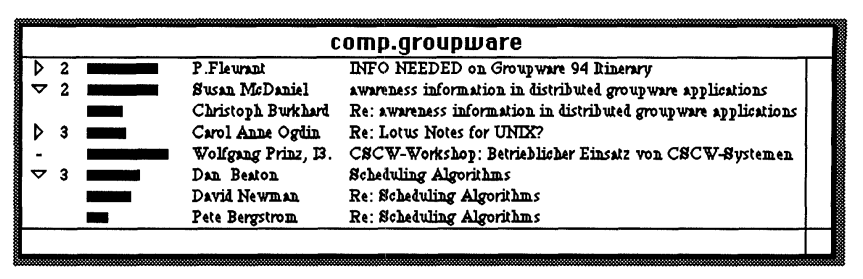 comp.groupware
2 P.Fleurant INFO NEEDED on Groupware 94 Itinerary
2 Susan McDaniel awareness information in distributed groupware applications
Christoph Burkhard Re: awareness information in distributed groupware applications
3 Carol Anne Ogdin Re: Lotus Notes for UNIX?
- Wolfgang Prinz, I3. CSCW-Workshop: Betrieblicher Einsatz von CSCW-Systemen
3 Dan Beaton Scheduling Algorithms
David Newman Re: Scheduling Algorithms
Pete Bergstrom Re: Scheduling Algorithms